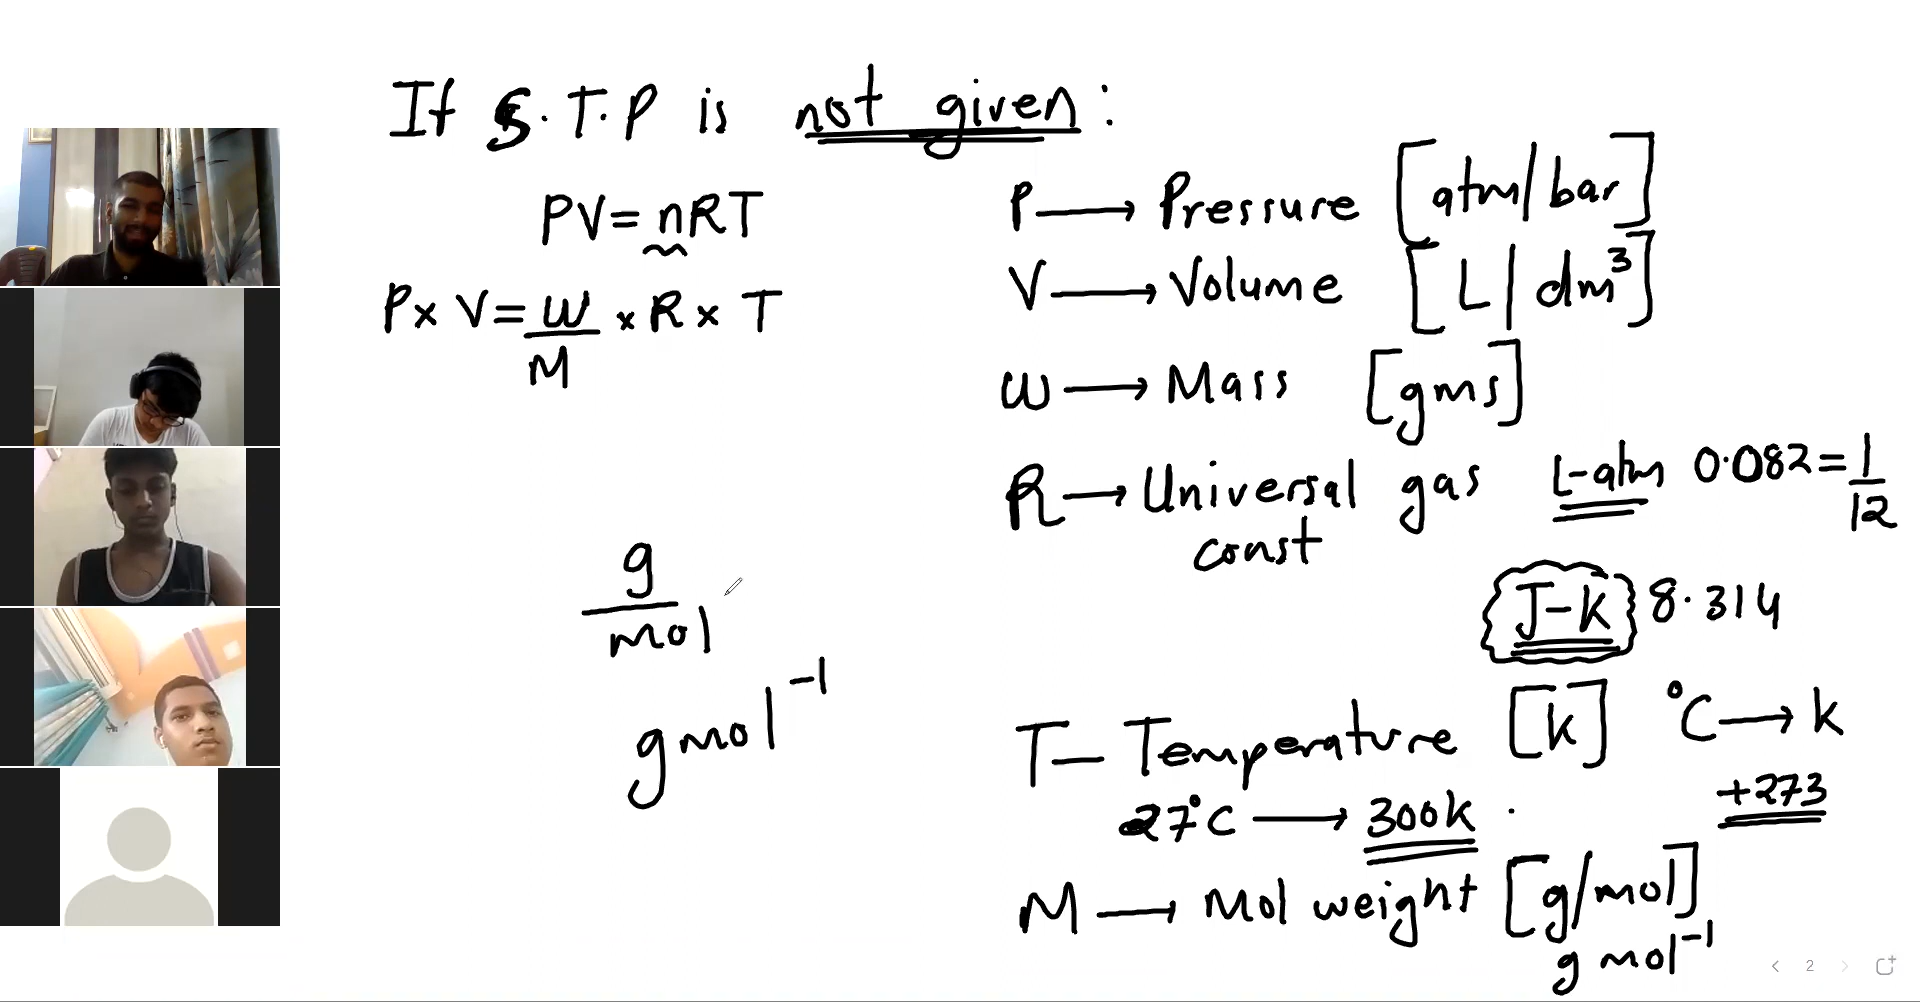 If S.T.P is not given:
PV = nRT
P x V = W/M x R x T
g/mol
gmol⁻¹
P → Pressure [atm/bar]
V → Volume [L/dm³]
W → Mass [gms]
R → Universal gas const
L-atm 0.082 = 1/12
J-K 8.314
T- Temperature [k] °C → k
+273
27°C → 300k
M → Mol weight [g/mol]
g mol⁻¹
2